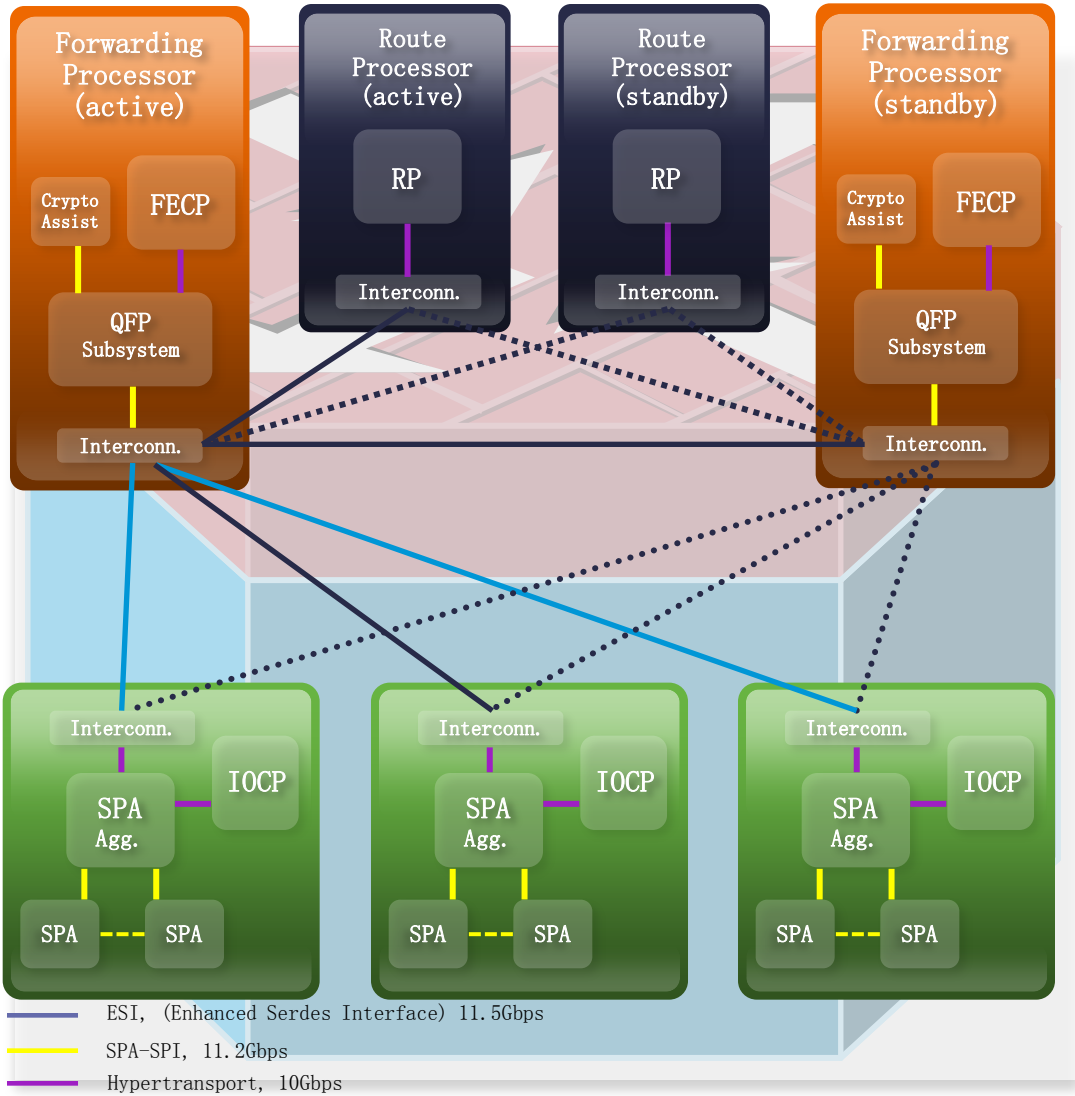 Forwarding
Processor
(active)
Route
Processor
(active)
Route
Processor
(standby)
Forwarding
Processor
(standby)
Crypto
Assist
FECP
RP
RP
Crypto
Assist
FECP
QFP
Subsystem
Interconn.
Interconn.
QFP
Subsystem
Interconn.
Interconn.
Interconn.
IOCP
SPA
Agg.
SPA
SPA
Interconn.
IOCP
SPA
Agg.
SPA
SPA
Interconn.
IOCP
SPA
Agg.
SPA
SPA
ESI, (Enhanced Serdes Interface) 11.5Gbps
SPA-SPI, 11.2Gbps
Hypertransport, 10Gbps